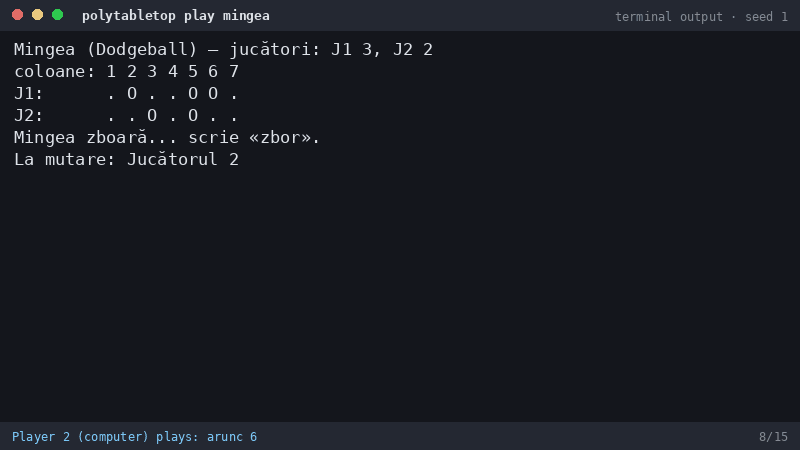 polytabletop play mingea
terminal output · seed 1
Mingea (Dodgeball) — jucători: J1 3, J2 2
coloane: 1 2 3 4 5 6 7
J1:      . O . . O O .
J2:      . . O . O . .
Mingea zboară... scrie «zbor».
La mutare: Jucătorul 2
Player 2 (computer) plays: arunc 6
8/15